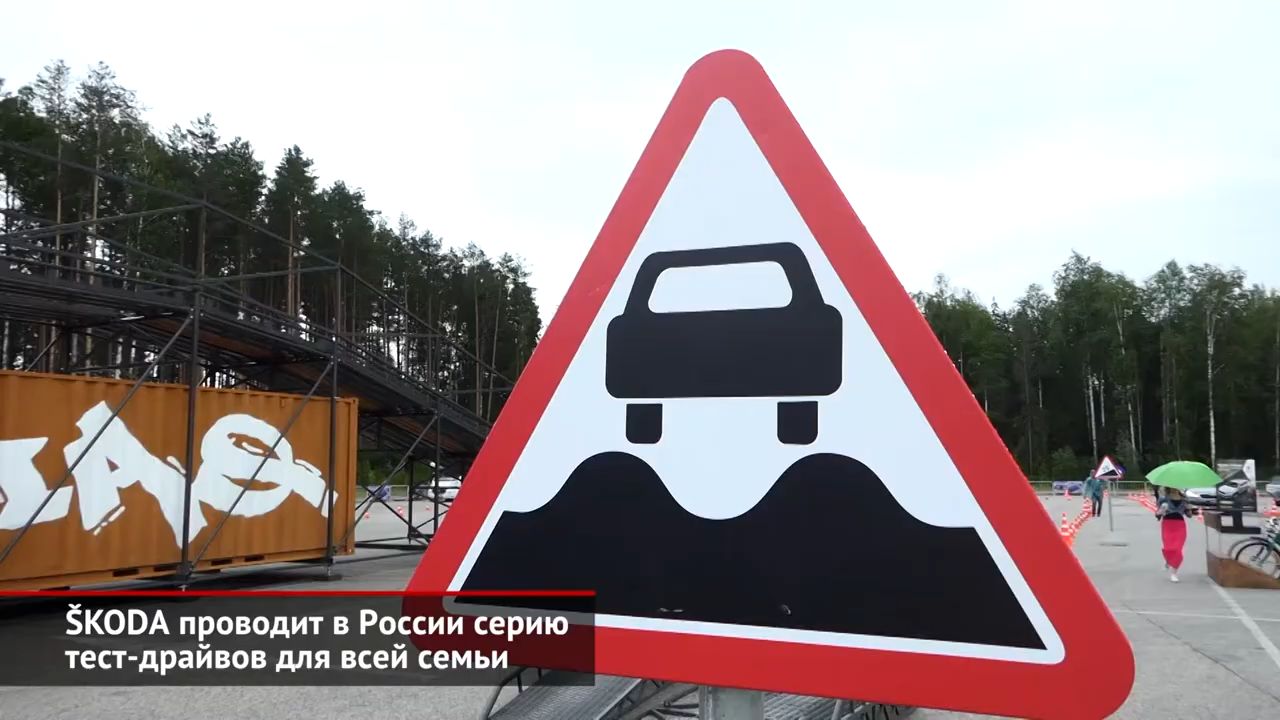 ŠKODA проводит в России серию
тест-драйвов для всей семьи